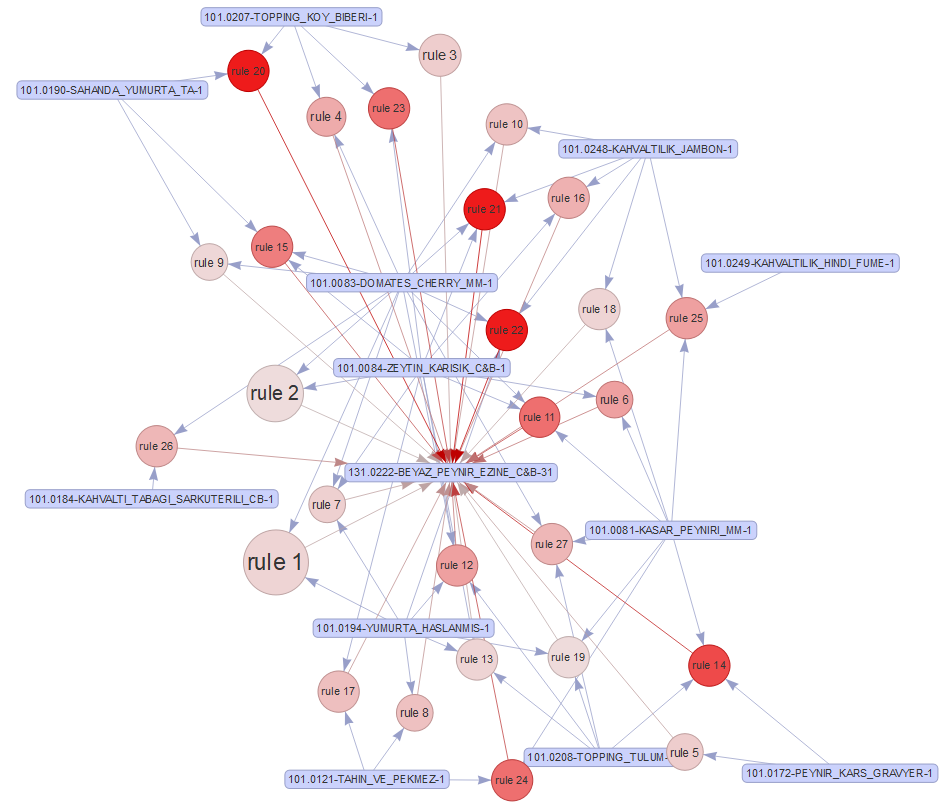 101.0207-TOPPING_KOY_BIBERI-1
rule 3
rule 20
101.0190-SAHANDA_YUMURTA_TA-1
rule 23
rule 4
rule 10
101.0248-KAHVALTILIK_JAMBON-1
rule 16
rule 21
rule 15
rule 9
101.0249-KAHVALTILIK_HINDI_FUME-1
101.0083-DOMATES_CHERRY_MM-1
rule 18
rule 25
rule 22
101.0084-ZEYTIN_KARISIK_C&B-1
rule 2
rule 6
rule 11
rule 26
131.0222-BEYAZ_PEYNIR_EZINE_C&B-31
101.0184-KAHVALTI_TABAGI_SARKUTERILI_CB-1
rule 7
101.0081-KASAR_PEYNIRI_MM-1
rule 27
rule 1
rule 12
101.0194-YUMURTA_HASLANMIS-1
rule 13
rule 19
rule 14
rule 17
rule 8
rule 5
101.0208-TOPPING_TULUM-
101.0172-PEYNIR_KARS_GRAVYER-1
101.0121-TAHIN_VE_PEKMEZ-1
rule 24